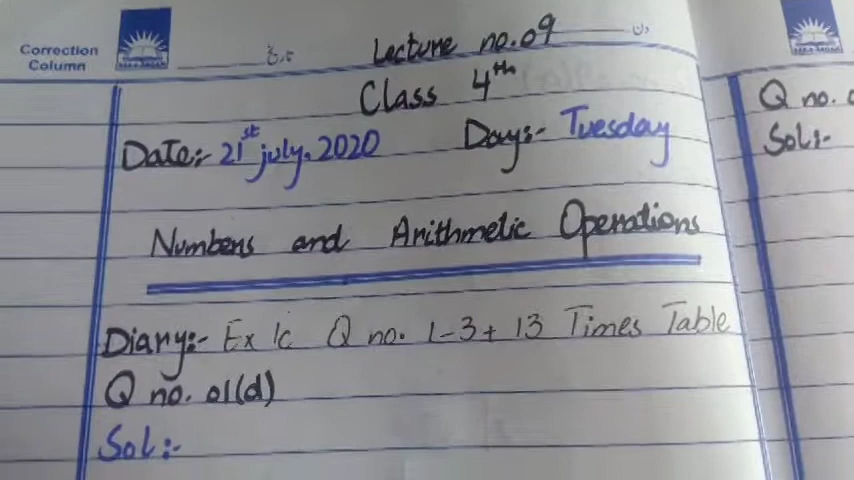 Correction
Column
Lecture no.09
Class 4th
Date:- 21st july, 2020 Day:- Tuesday
Numbers and Arithmetic Operations
Diary:- Ex 1c Q no. 1-3 + 13 Times Table
Q no. 01(d)
Sol:-
Q no.
Sol:-